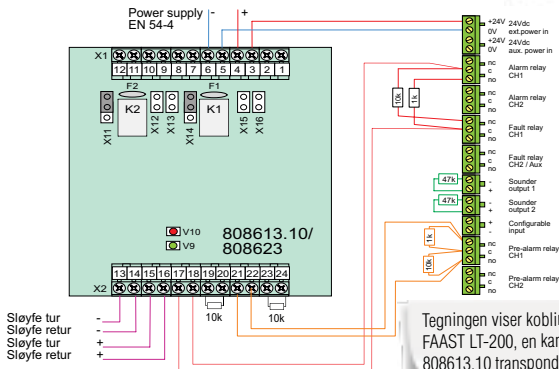 Power supply - +
EN 54-4
X1
12 11 10 9 8 7 6 5 4 3 2 1
F2 F1
K2 K1
X11 X12 X13 X14 X15 X16
V10
V9
808613.10/
808623
13 14 15 16 17 18 19 20 21 22 23 24
X2
10k 10k
Sløyfe tur -
Sløyfe retur -
Sløyfe tur +
Sløyfe retur +
+24V 24Vdc
0V ext.power in
+24V 24Vdc
0V aux. power in
nc
c Alarm relay
no CH1
nc
c Alarm relay
no CH2
nc
c Fault relay
no CH1
nc
c Fault relay
no CH2 / Aux
- Sounder
+ output 1
- Sounder
+ output 2
+ Configurable
- input
nc
c Pre-alarm relay
no CH1
nc
c Pre-alarm relay
no CH2
10k
1k
47k
47k
1k
10k
Tegningen viser kobli
FAAST LT-200, en kan
808613.10 transpond